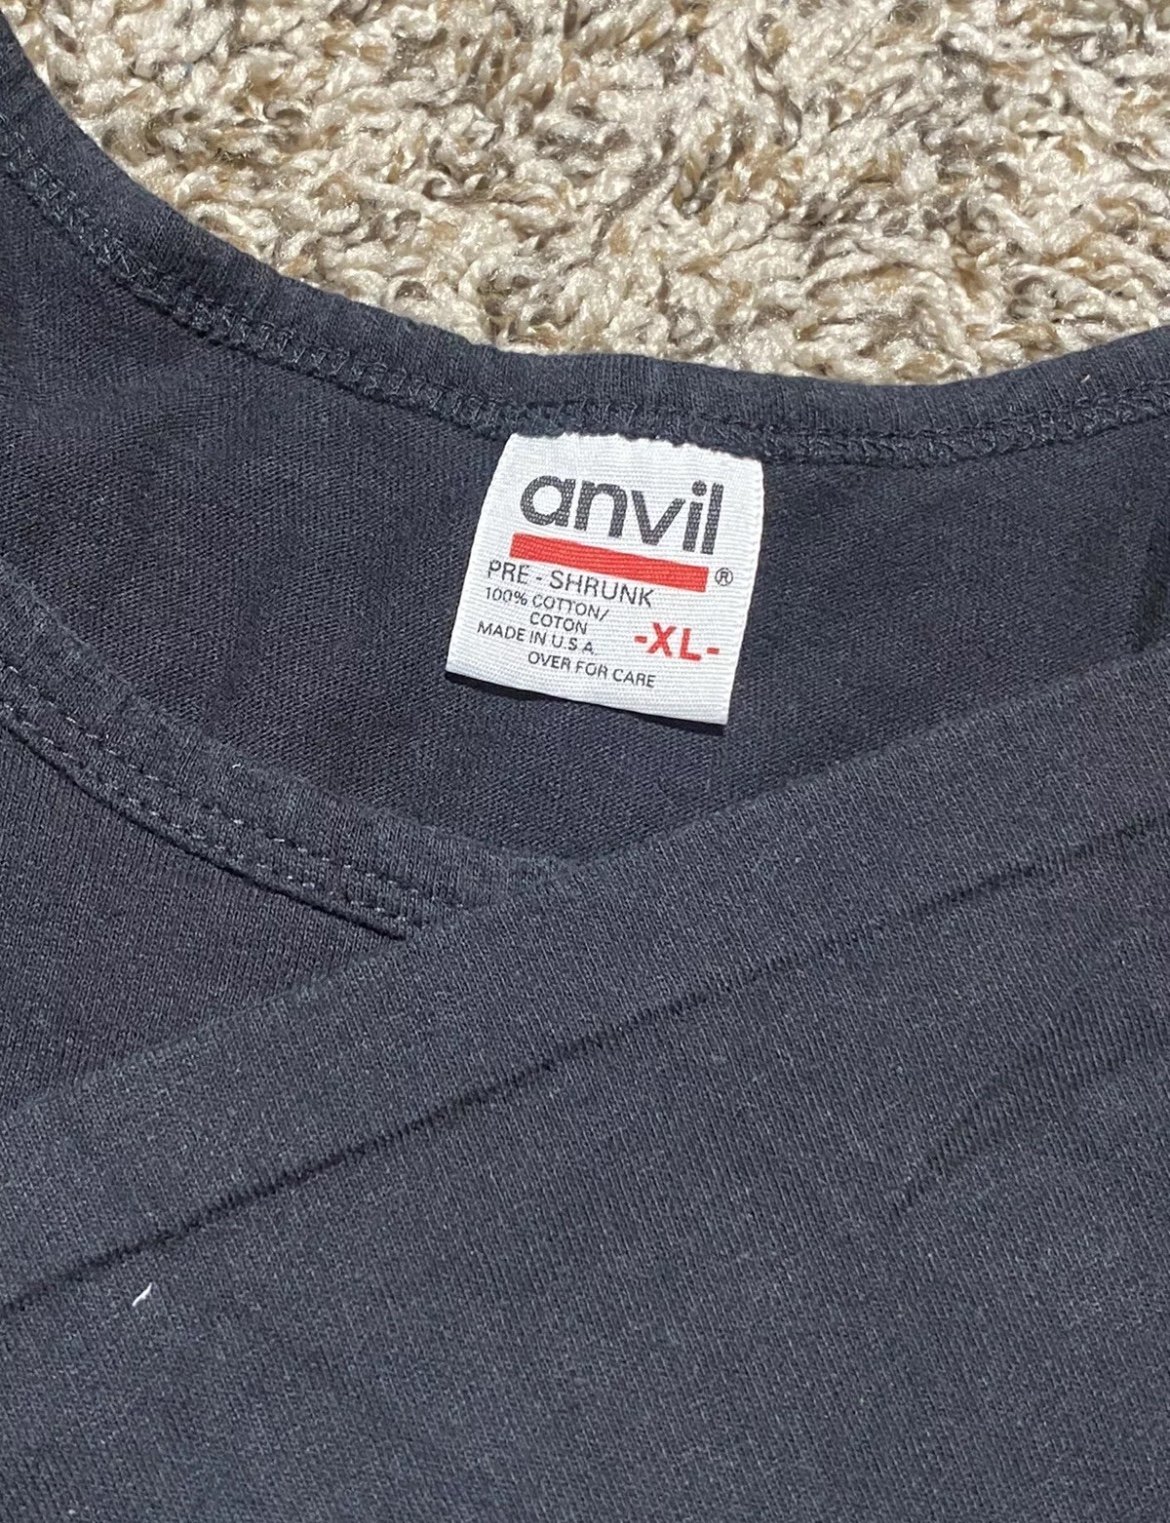 anvil
®
PRE - SHRUNK
100% COTTON/
COTON
MADE IN U.S.A.
-XL-
OVER FOR CARE